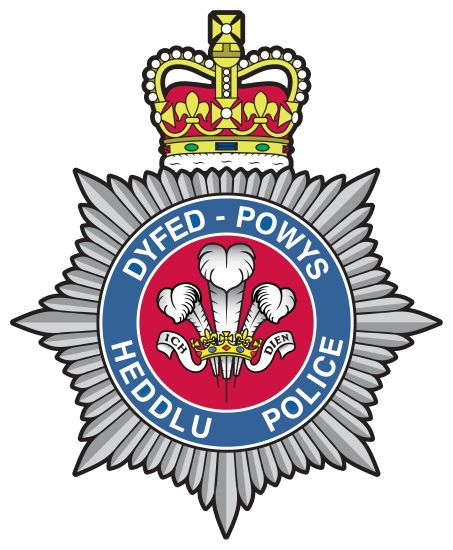 DYFED - POWYS
ICH DIEN
HEDDLU POLICE